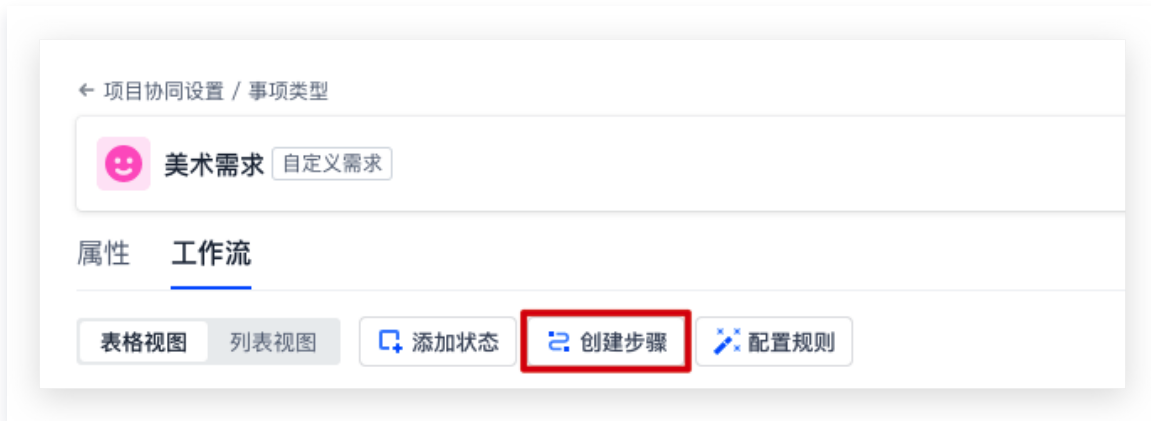 ← 项目协同设置 / 事项类型
美术需求 自定义需求
属性 工作流
表格视图 列表视图 添加状态 创建步骤 配置规则